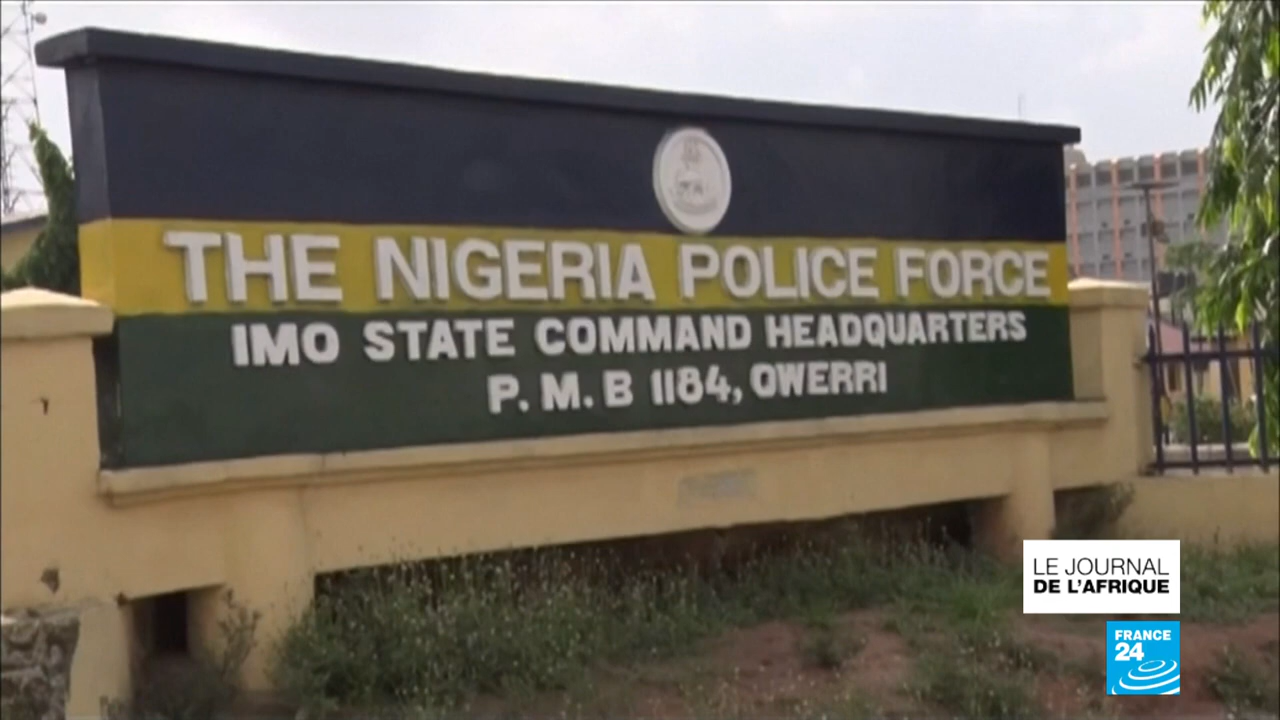 THE NIGERIA POLICE FORCE
IMO STATE COMMAND HEADQUARTERS
P. M. B 1184, OWERRI
LE JOURNAL
DE L'AFRIQUE
FRANCE
24